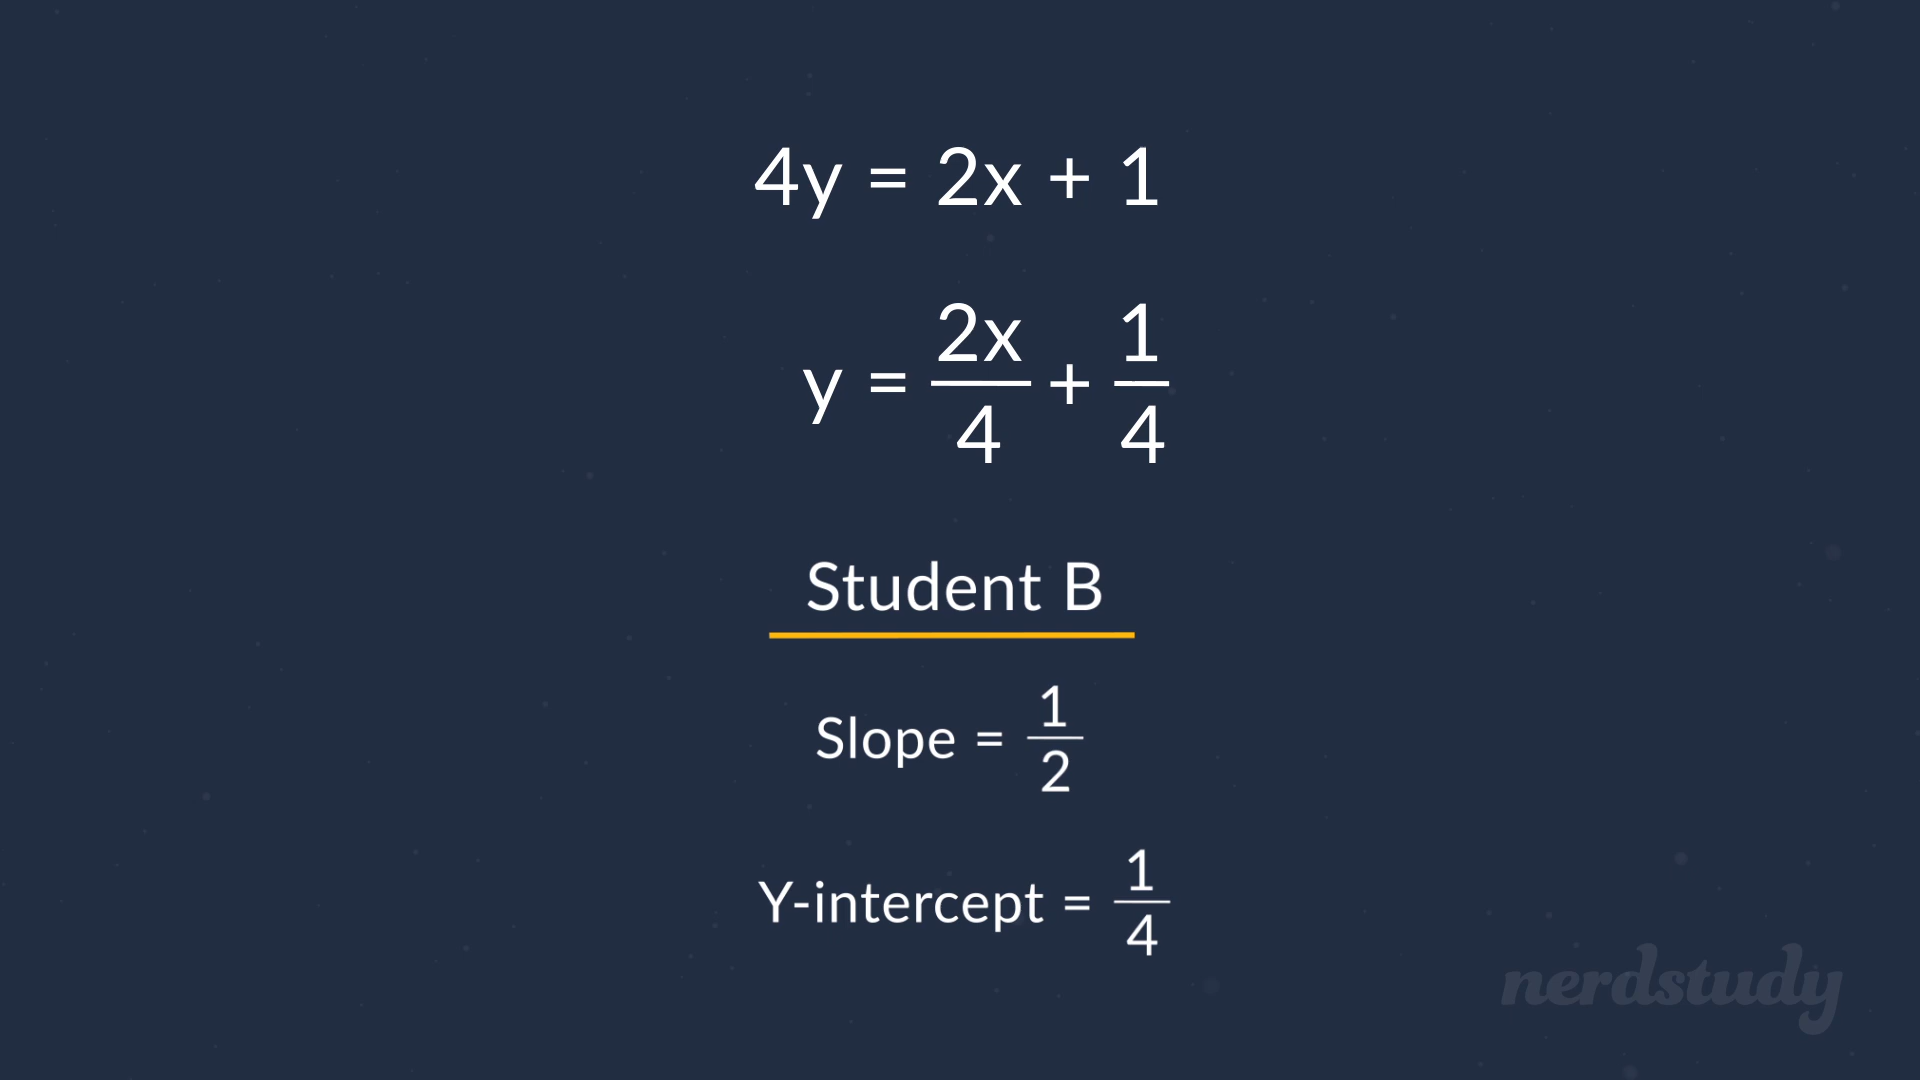 4y = 2x + 1
y = 2x/4 + 1/4
Student B
Slope = 1/2
Y-intercept = 1/4
nerdstudy